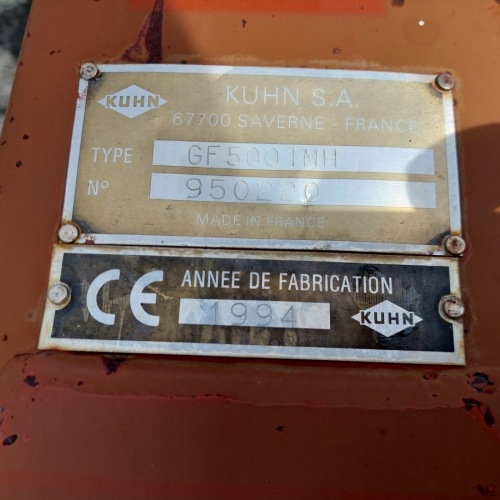 KUHN
KUHN S.A.
67700 SAVERNE - FRANCE
TYPE GF5001MH
N° 950220
MADE IN FRANCE
CE ANNEE DE FABRICATION
1994
KUHN